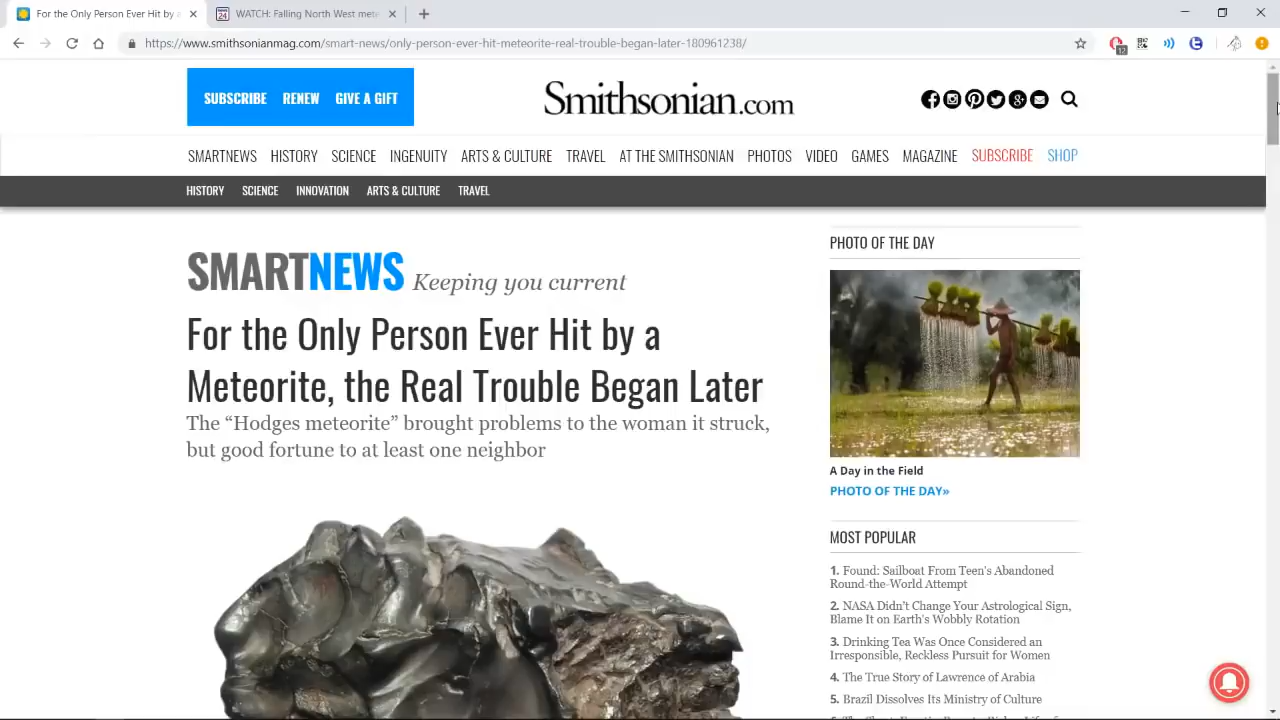 For the Only Person Ever Hit by a
WATCH: Falling North West mete
24
https://www.smithsonianmag.com/smart-news/only-person-ever-hit-meteorite-real-trouble-began-later-180961238/
12
SUBSCRIBE RENEW GIVE A GIFT
Smithsonian.com
SMARTNEWS HISTORY SCIENCE INGENUITY ARTS & CULTURE TRAVEL AT THE SMITHSONIAN PHOTOS VIDEO GAMES MAGAZINE SUBSCRIBE SHOP
HISTORY SCIENCE INNOVATION ARTS & CULTURE TRAVEL
SMARTNEWS Keeping you current
For the Only Person Ever Hit by a
Meteorite, the Real Trouble Began Later
The “Hodges meteorite” brought problems to the woman it struck,
but good fortune to at least one neighbor
PHOTO OF THE DAY
A Day in the Field
PHOTO OF THE DAY»
MOST POPULAR
1. Found: Sailboat From Teen's Abandoned
Round-the-World Attempt
2. NASA Didn't Change Your Astrological Sign,
Blame It on Earth's Wobbly Rotation
3. Drinking Tea Was Once Considered an
Irresponsible, Reckless Pursuit for Women
4. The True Story of Lawrence of Arabia
5. Brazil Dissolves Its Ministry of Culture